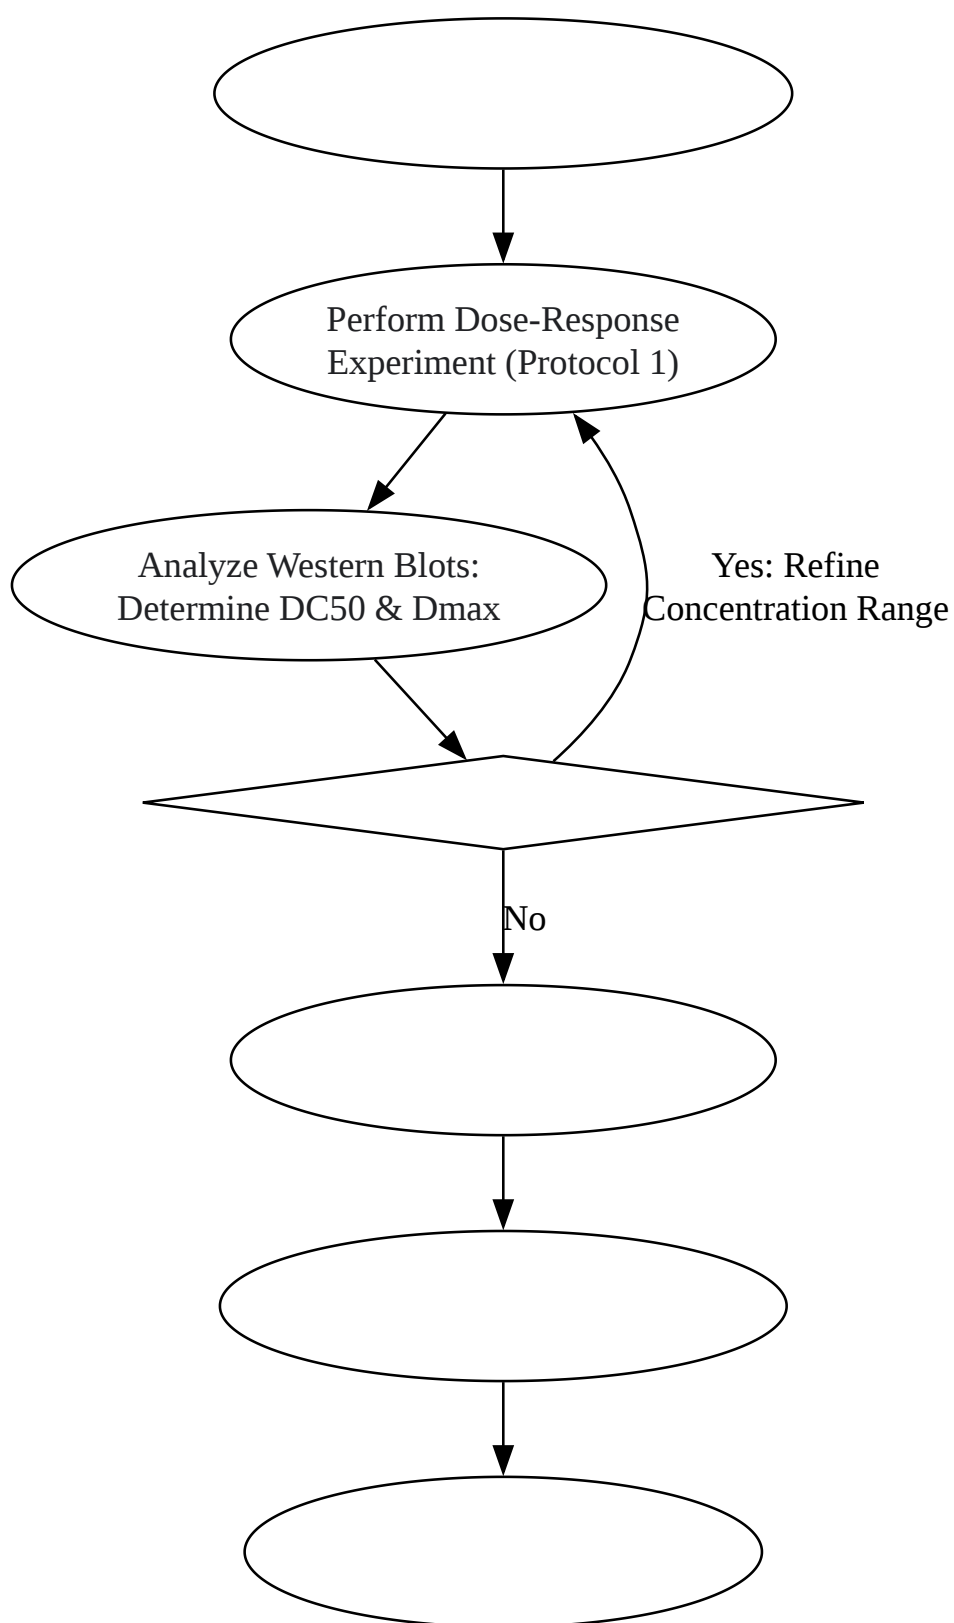 Perform Dose-Response
Experiment (Protocol 1)
Analyze Western Blots:
Determine DC50 & Dmax
Yes: Refine
Concentration Range
No